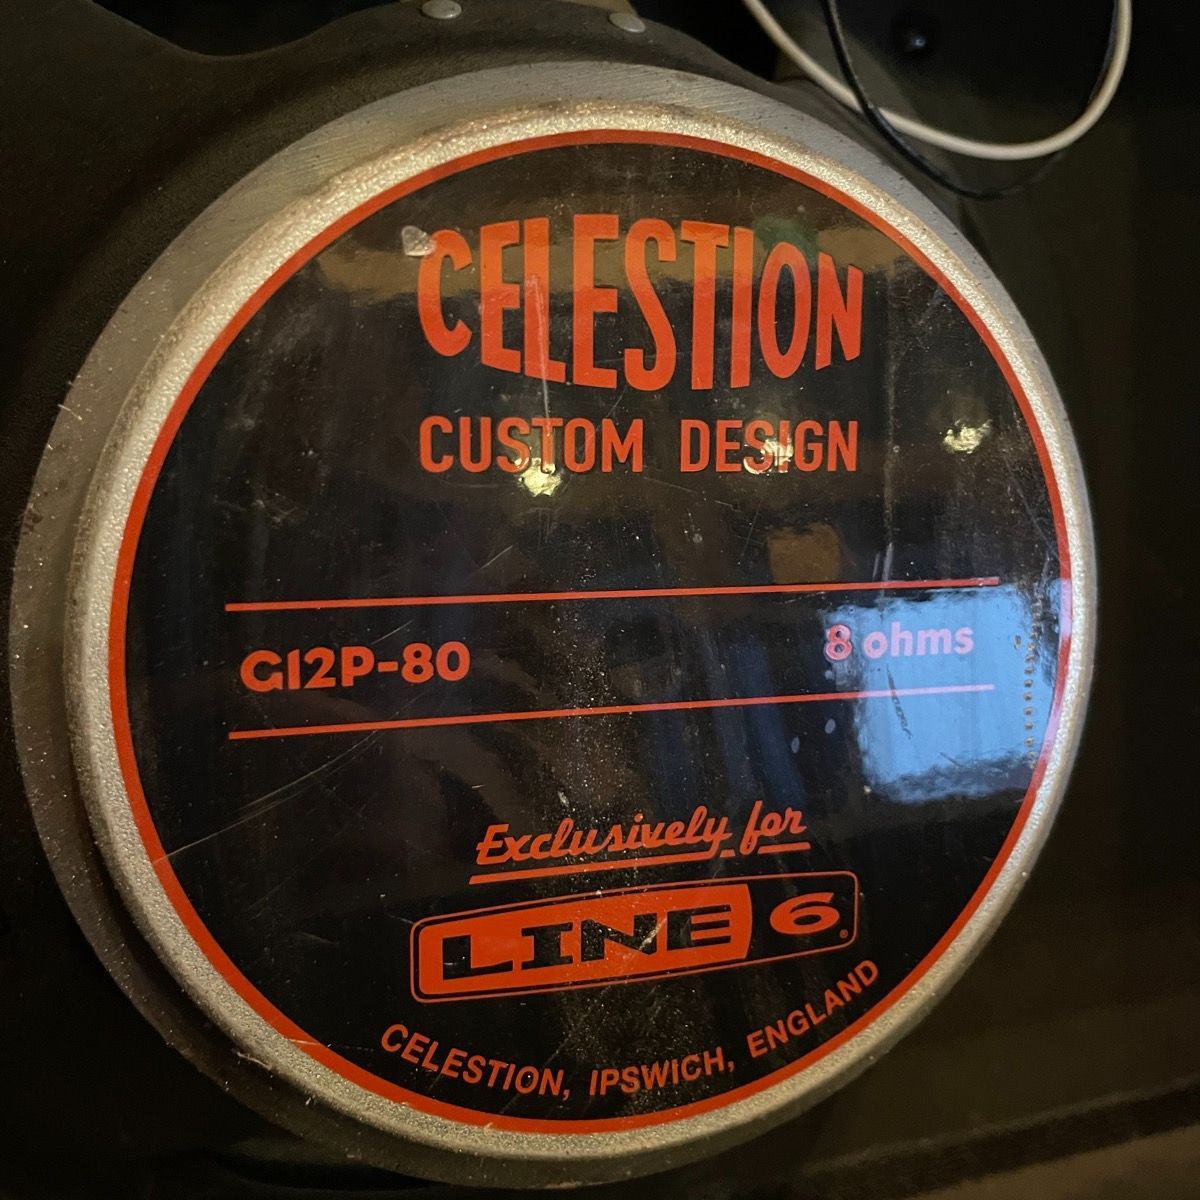 CELESTION
CUSTOM DESIGN
G12P-80 8 ohms
Exclusively for
LINE 6
CELESTION, IPSWICH, ENGLAND